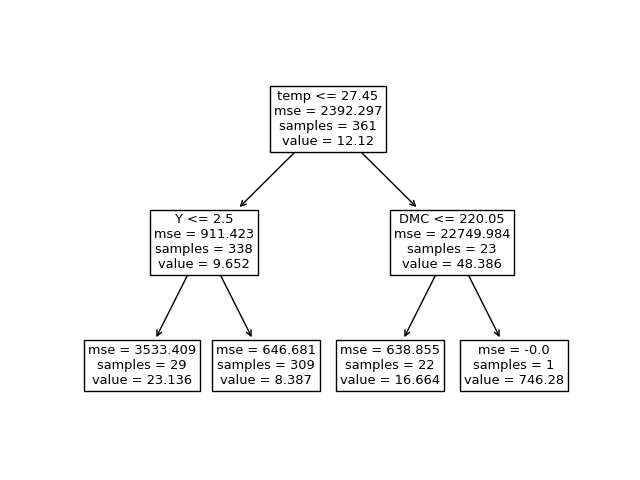 temp <= 27.45
mse = 2392.297
samples = 361
value = 12.12
Y <= 2.5
mse = 911.423
samples = 338
value = 9.652
DMC <= 220.05
mse = 22749.984
samples = 23
value = 48.386
mse = 3533.409
samples = 29
value = 23.136
mse = 646.681
samples = 309
value = 8.387
mse = 638.855
samples = 22
value = 16.664
mse = -0.0
samples = 1
value = 746.28